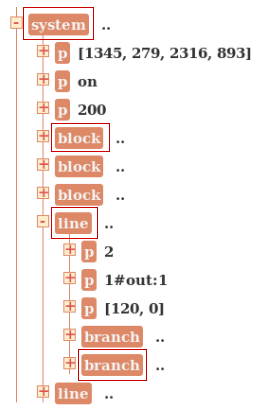 system ..
p [1345, 279, 2316, 893]
p on
p 200
block ..
block ..
block ..
line ..
p 2
p 1#out:1
p [120, 0]
branch ..
branch ..
line ..